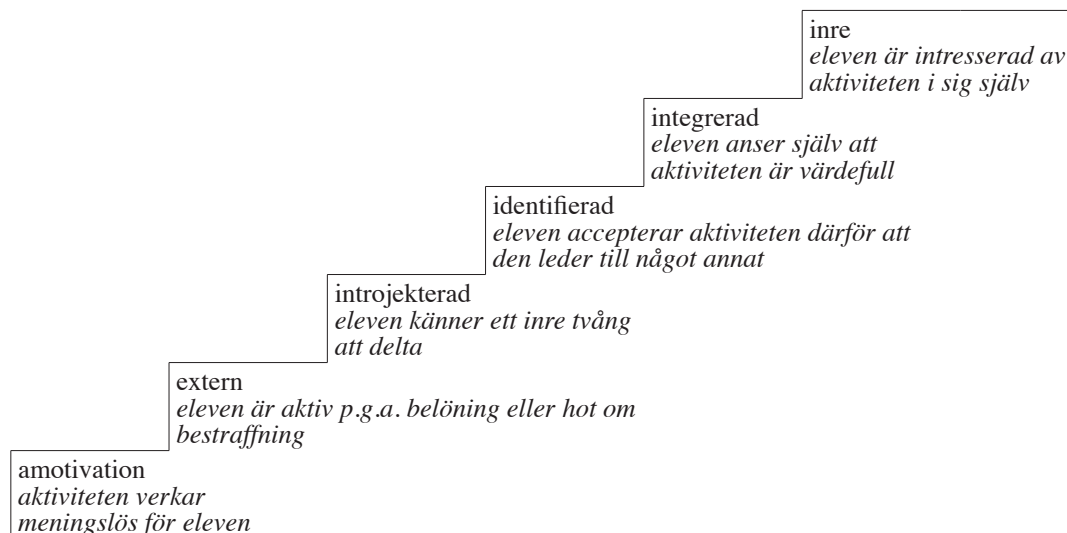 inre
eleven är intresserad av
aktiviteten i sig själv
integrerad
eleven anser själv att
aktiviteten är värdefull
identifierad
eleven accepterar aktiviteten därför att
den leder till något annat
introjekterad
eleven känner ett inre tvång
att delta
extern
eleven är aktiv p.g.a. belöning eller hot om
bestraffning
amotivation
aktiviteten verkar
meningslös för eleven